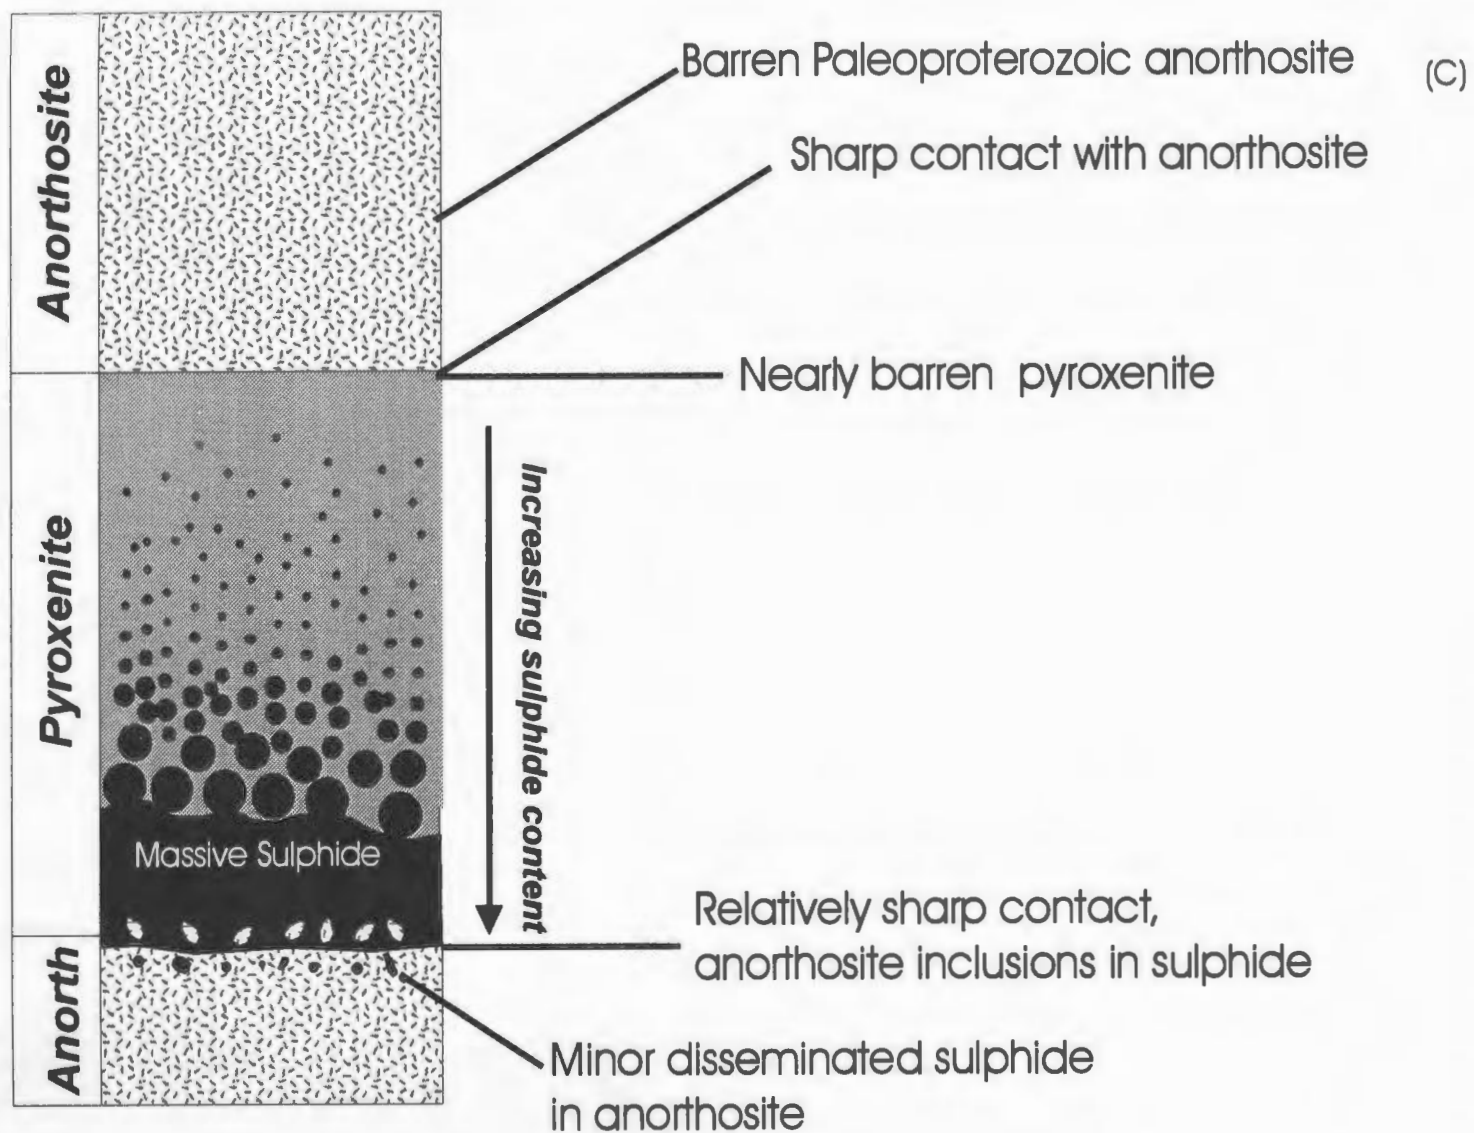 Barren Paleoproterozoic anorthosite
(C)
Sharp contact with anorthosite
Anorthosite
Nearly barren pyroxenite
Pyroxenite
Increasing sulphide content
Massive Sulphide
Relatively sharp contact,
anorthosite inclusions in sulphide
Anorth
Minor disseminated sulphide
in anorthosite